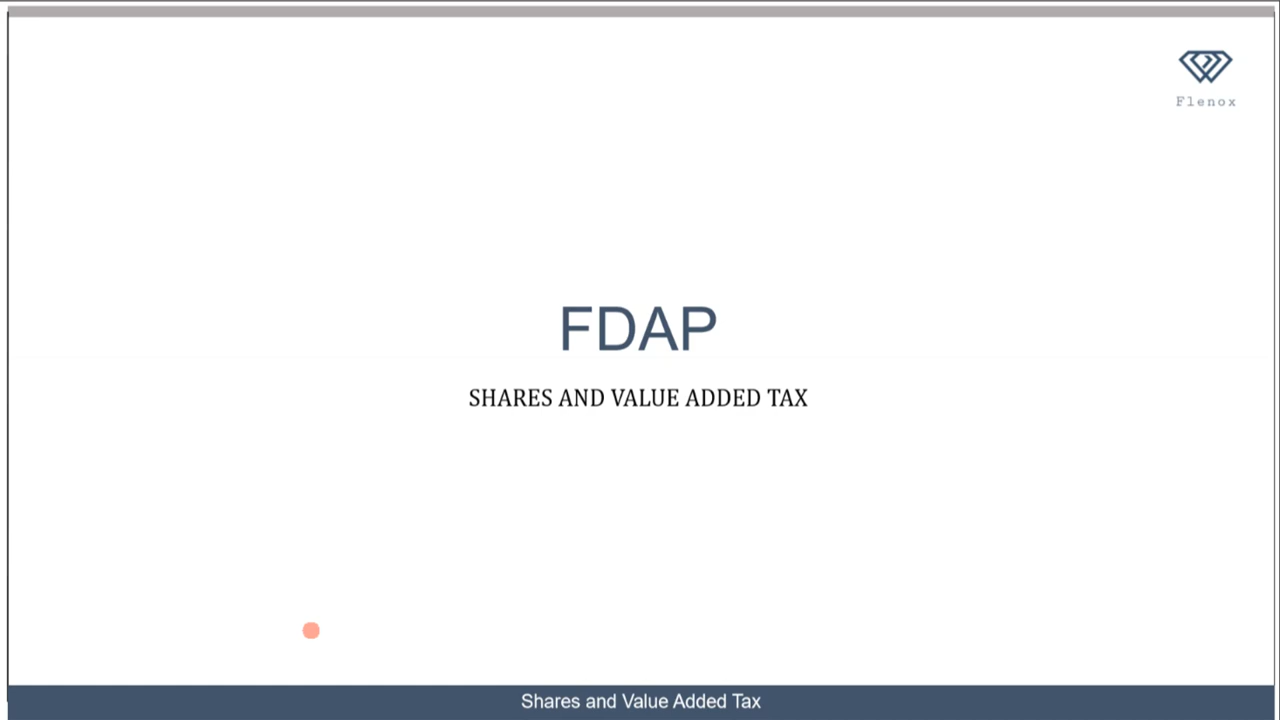 Flenox
FDAP
SHARES AND VALUE ADDED TAX
Shares and Value Added Tax